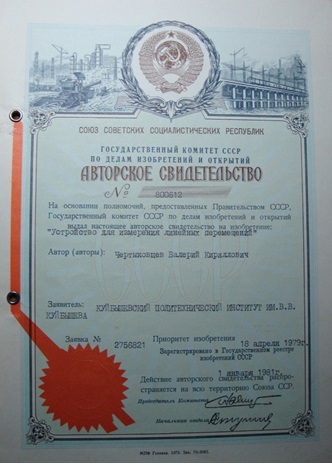 СОЮЗ СОВЕТСКИХ СОЦИАЛИСТИЧЕСКИХ РЕСПУБЛИК
ГОСУДАРСТВЕННЫЙ КОМИТЕТ СССР
ПО ДЕЛАМ ИЗОБРЕТЕНИЙ И ОТКРЫТИЙ
АВТОРСКОЕ СВИДЕТЕЛЬСТВО
№ 800612
На основании полномочий, предоставленных Правительством СССР,
Государственный комитет СССР по делам изобретений и открытий
выдал настоящее авторское свидетельство на изобретение:
"Устройство для измерения линейных перемещений"
Автор (авторы): Чертыковцев Валерий Кириллович
Заявитель: КУЙБЫШЕВСКИЙ ПОЛИТЕХНИЧЕСКИЙ ИНСТИТУТ ИМ.В.В.
КУЙБЫШЕВА
Заявка № 2756821 Приоритет изобретения 18 апреля 1979г.
Зарегистрировано в Государственном реестре
изобретений СССР
1 января 1981г.
Действие авторского свидетельства распро-
страняется на всю территорию Союза ССР.
Председатель Комитета
Начальник отдела